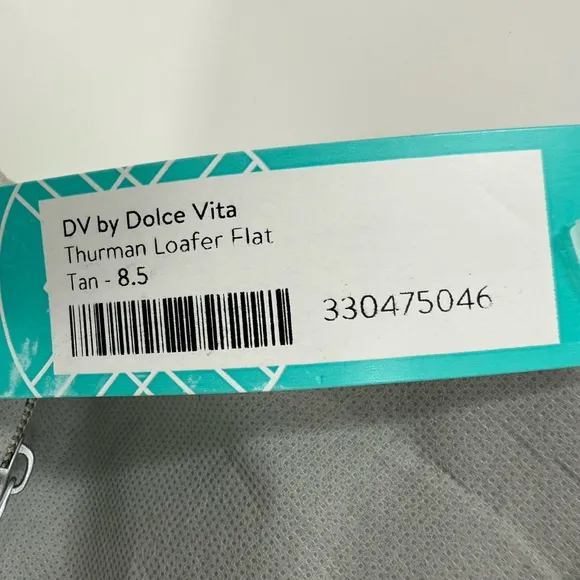 DV by Dolce Vita
Thurman Loafer Flat
Tan - 8.5
330475046